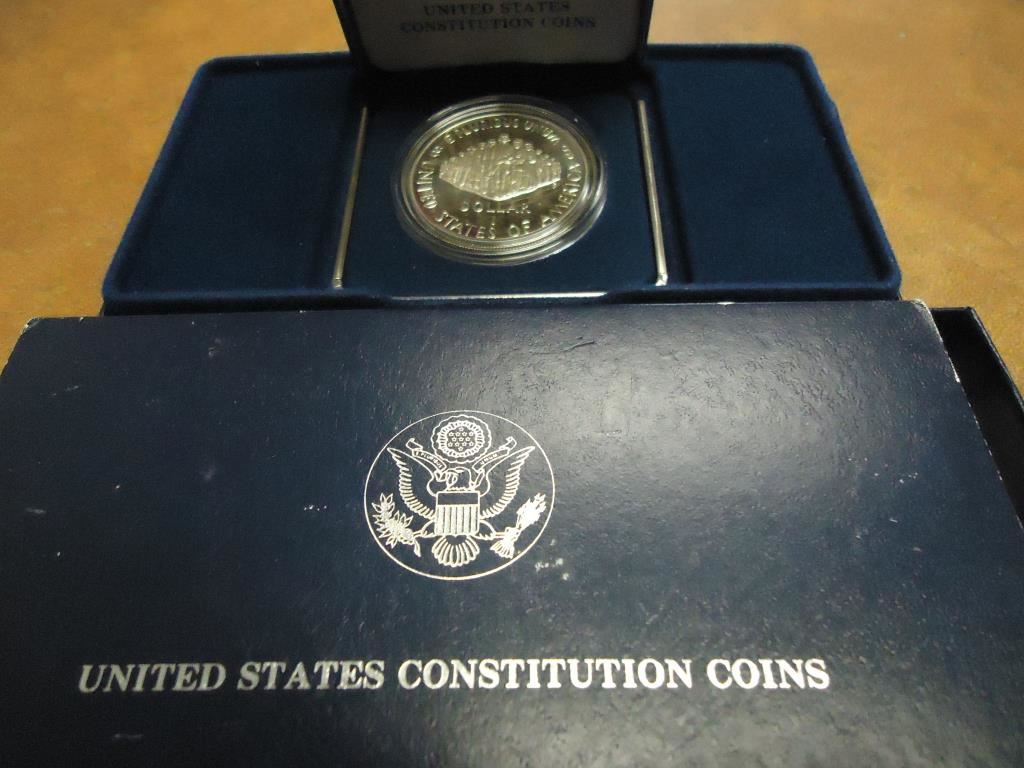 UNITED STATES
CONSTITUTION COINS
E PLURIBUS UNUM
DOLLAR
UNITED STATES OF AMERICA
UNITED STATES CONSTITUTION COINS